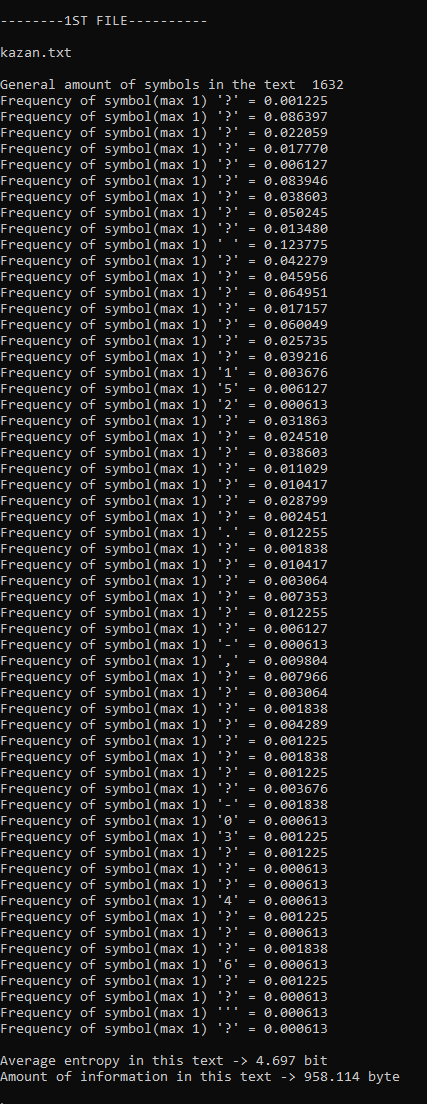 --------1ST FILE----------
kazan.txt
General amount of symbols in the text  1632
Frequency of symbol(max 1) '?' = 0.001225
Frequency of symbol(max 1) '?' = 0.086397
Frequency of symbol(max 1) '?' = 0.022059
Frequency of symbol(max 1) '?' = 0.017770
Frequency of symbol(max 1) '?' = 0.006127
Frequency of symbol(max 1) '?' = 0.083946
Frequency of symbol(max 1) '?' = 0.038603
Frequency of symbol(max 1) '?' = 0.050245
Frequency of symbol(max 1) '?' = 0.013480
Frequency of symbol(max 1) ' ' = 0.123775
Frequency of symbol(max 1) '?' = 0.042279
Frequency of symbol(max 1) '?' = 0.045956
Frequency of symbol(max 1) '?' = 0.064951
Frequency of symbol(max 1) '?' = 0.017157
Frequency of symbol(max 1) '?' = 0.060049
Frequency of symbol(max 1) '?' = 0.025735
Frequency of symbol(max 1) '?' = 0.039216
Frequency of symbol(max 1) '1' = 0.003676
Frequency of symbol(max 1) '5' = 0.006127
Frequency of symbol(max 1) '2' = 0.000613
Frequency of symbol(max 1) '?' = 0.031863
Frequency of symbol(max 1) '?' = 0.024510
Frequency of symbol(max 1) '?' = 0.038603
Frequency of symbol(max 1) '?' = 0.011029
Frequency of symbol(max 1) '?' = 0.010417
Frequency of symbol(max 1) '?' = 0.028799
Frequency of symbol(max 1) '?' = 0.002451
Frequency of symbol(max 1) '.' = 0.012255
Frequency of symbol(max 1) '?' = 0.001838
Frequency of symbol(max 1) '?' = 0.010417
Frequency of symbol(max 1) '?' = 0.003064
Frequency of symbol(max 1) '?' = 0.007353
Frequency of symbol(max 1) '?' = 0.012255
Frequency of symbol(max 1) '?' = 0.006127
Frequency of symbol(max 1) '-' = 0.000613
Frequency of symbol(max 1) ',' = 0.009804
Frequency of symbol(max 1) '?' = 0.007966
Frequency of symbol(max 1) '?' = 0.003064
Frequency of symbol(max 1) '?' = 0.001838
Frequency of symbol(max 1) '?' = 0.004289
Frequency of symbol(max 1) '?' = 0.001225
Frequency of symbol(max 1) '?' = 0.001838
Frequency of symbol(max 1) '?' = 0.001225
Frequency of symbol(max 1) '?' = 0.003676
Frequency of symbol(max 1) '-' = 0.001838
Frequency of symbol(max 1) '0' = 0.000613
Frequency of symbol(max 1) '3' = 0.001225
Frequency of symbol(max 1) '?' = 0.001225
Frequency of symbol(max 1) '?' = 0.000613
Frequency of symbol(max 1) '?' = 0.000613
Frequency of symbol(max 1) '4' = 0.000613
Frequency of symbol(max 1) '?' = 0.001225
Frequency of symbol(max 1) '?' = 0.000613
Frequency of symbol(max 1) '?' = 0.001838
Frequency of symbol(max 1) '6' = 0.000613
Frequency of symbol(max 1) '?' = 0.001225
Frequency of symbol(max 1) '?' = 0.000613
Frequency of symbol(max 1) ''' = 0.000613
Frequency of symbol(max 1) '?' = 0.000613
Average entropy in this text -> 4.697 bit
Amount of information in this text -> 958.114 byte